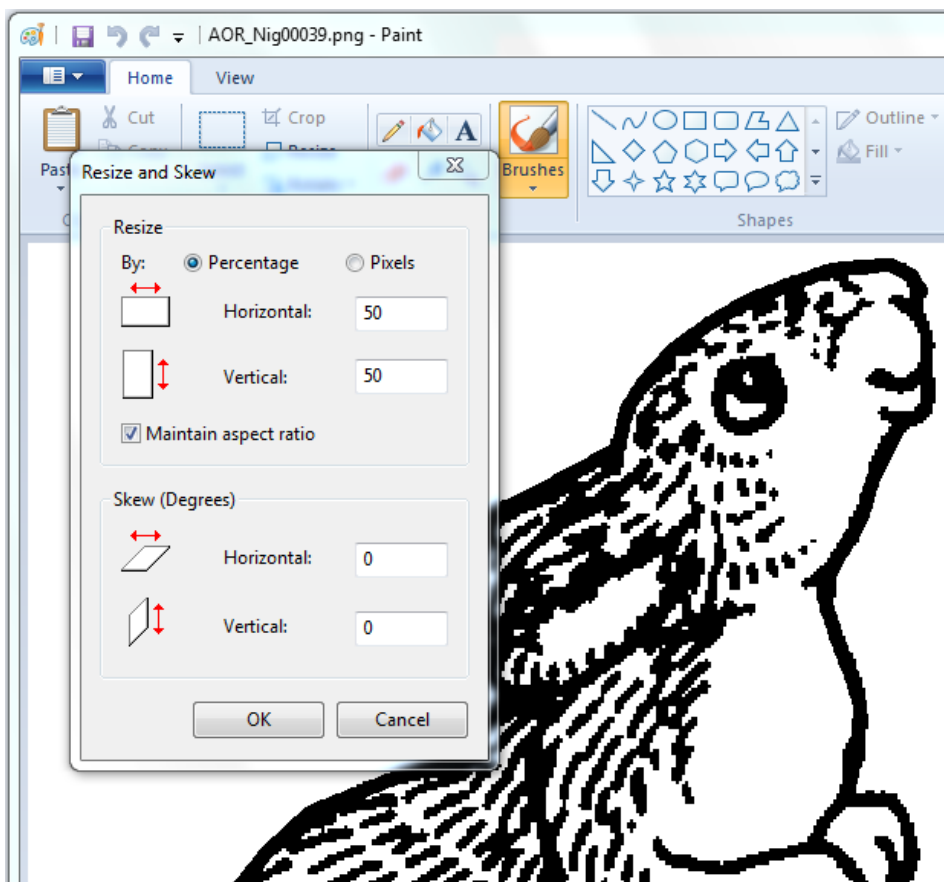 AOR_Nig00039.png - Paint
Home View
Cut Crop Outline
A Brushes Fill
Resize and Skew
Shapes
Resize
By: Percentage Pixels
Horizontal: 50
Vertical: 50
Maintain aspect ratio
Skew (Degrees)
Horizontal: 0
Vertical: 0
OK Cancel